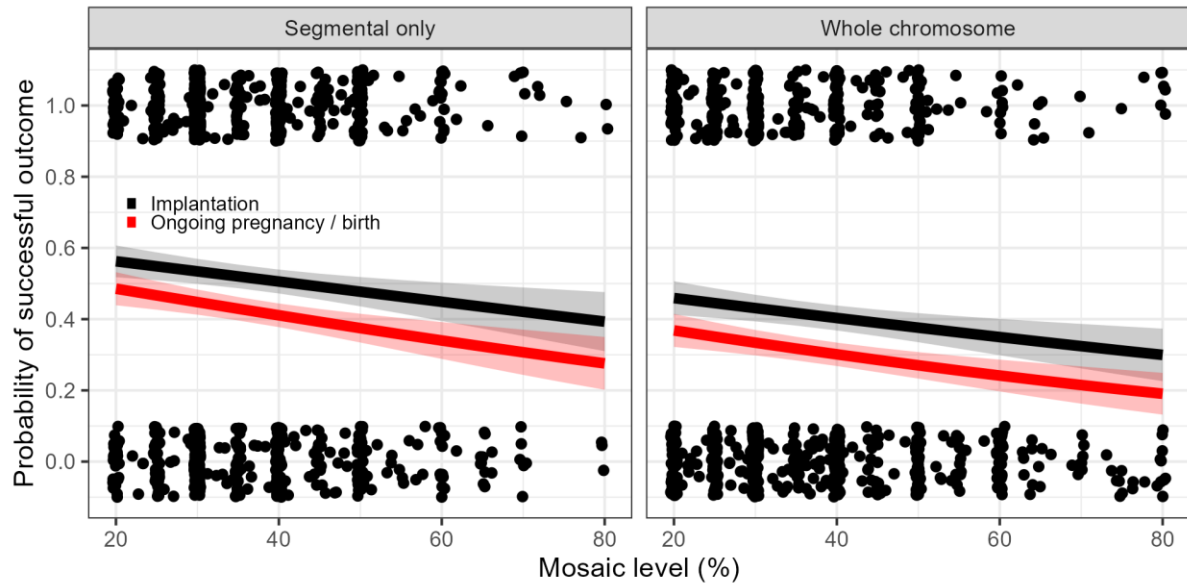 Segmental only
Whole chromosome
Probability of successful outcome
1.0
0.8
0.6
0.4
0.2
0.0
Implantation
Ongoing pregnancy / birth
20 40 60 80
20 40 60 80
Mosaic level (%)